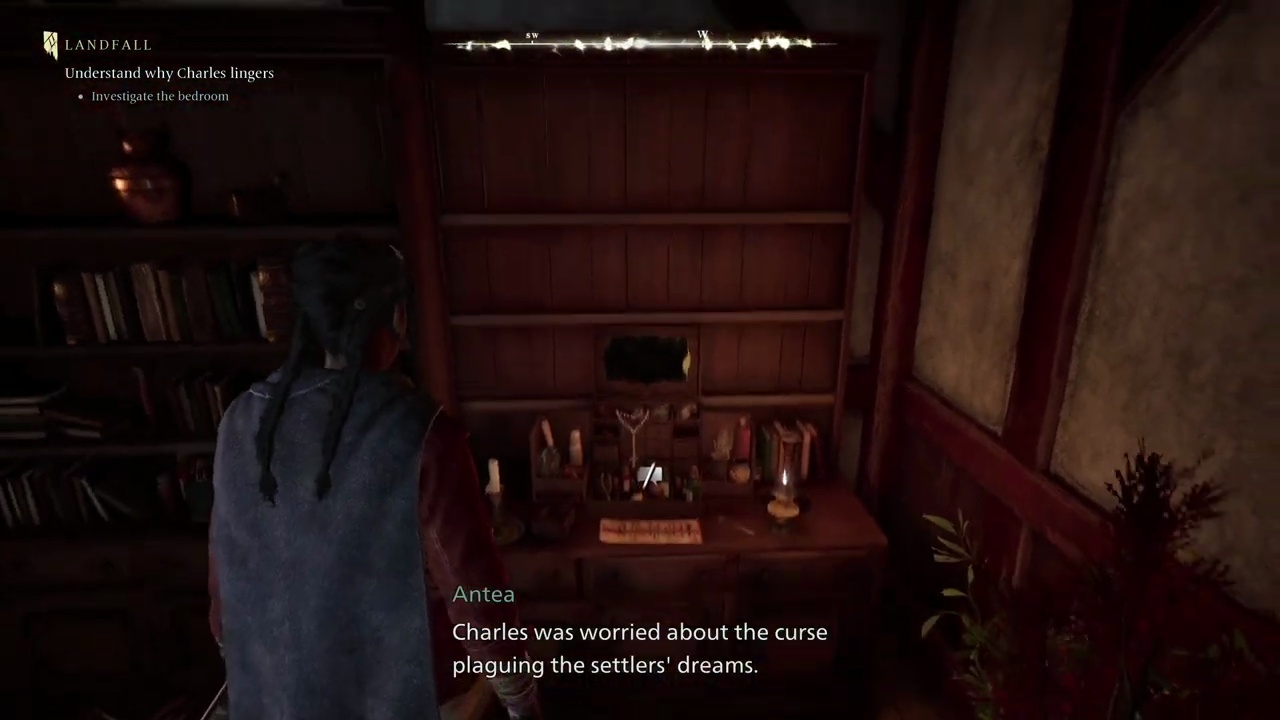 LANDFALL
SW
W
Understand why Charles lingers
• Investigate the bedroom
Antea
Charles was worried about the curse
plaguing the settlers' dreams.